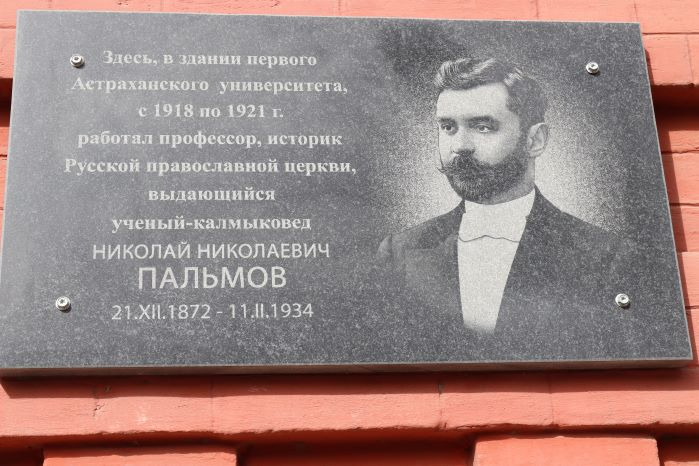 Здесь, в здании первого
Астраханского университета,
с 1918 по 1921 г.
работал профессор, историк
Русской православной церкви,
выдающийся
ученый-калмыковед
НИКОЛАЙ НИКОЛАЕВИЧ
ПАЛЬМОВ
21.XII.1872 - 11.II.1934